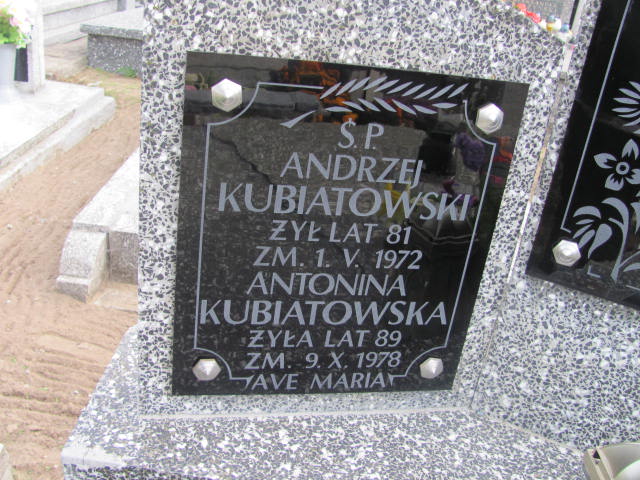 Ś.P.
ANDRZEJ
KUBIATOWSKI
ŻYŁ LAT 81
ZM. 1. V. 1972
ANTONINA
KUBIATOWSKA
ŻYŁA LAT 89
ZM. 9. X. 1978
AVE MARIA